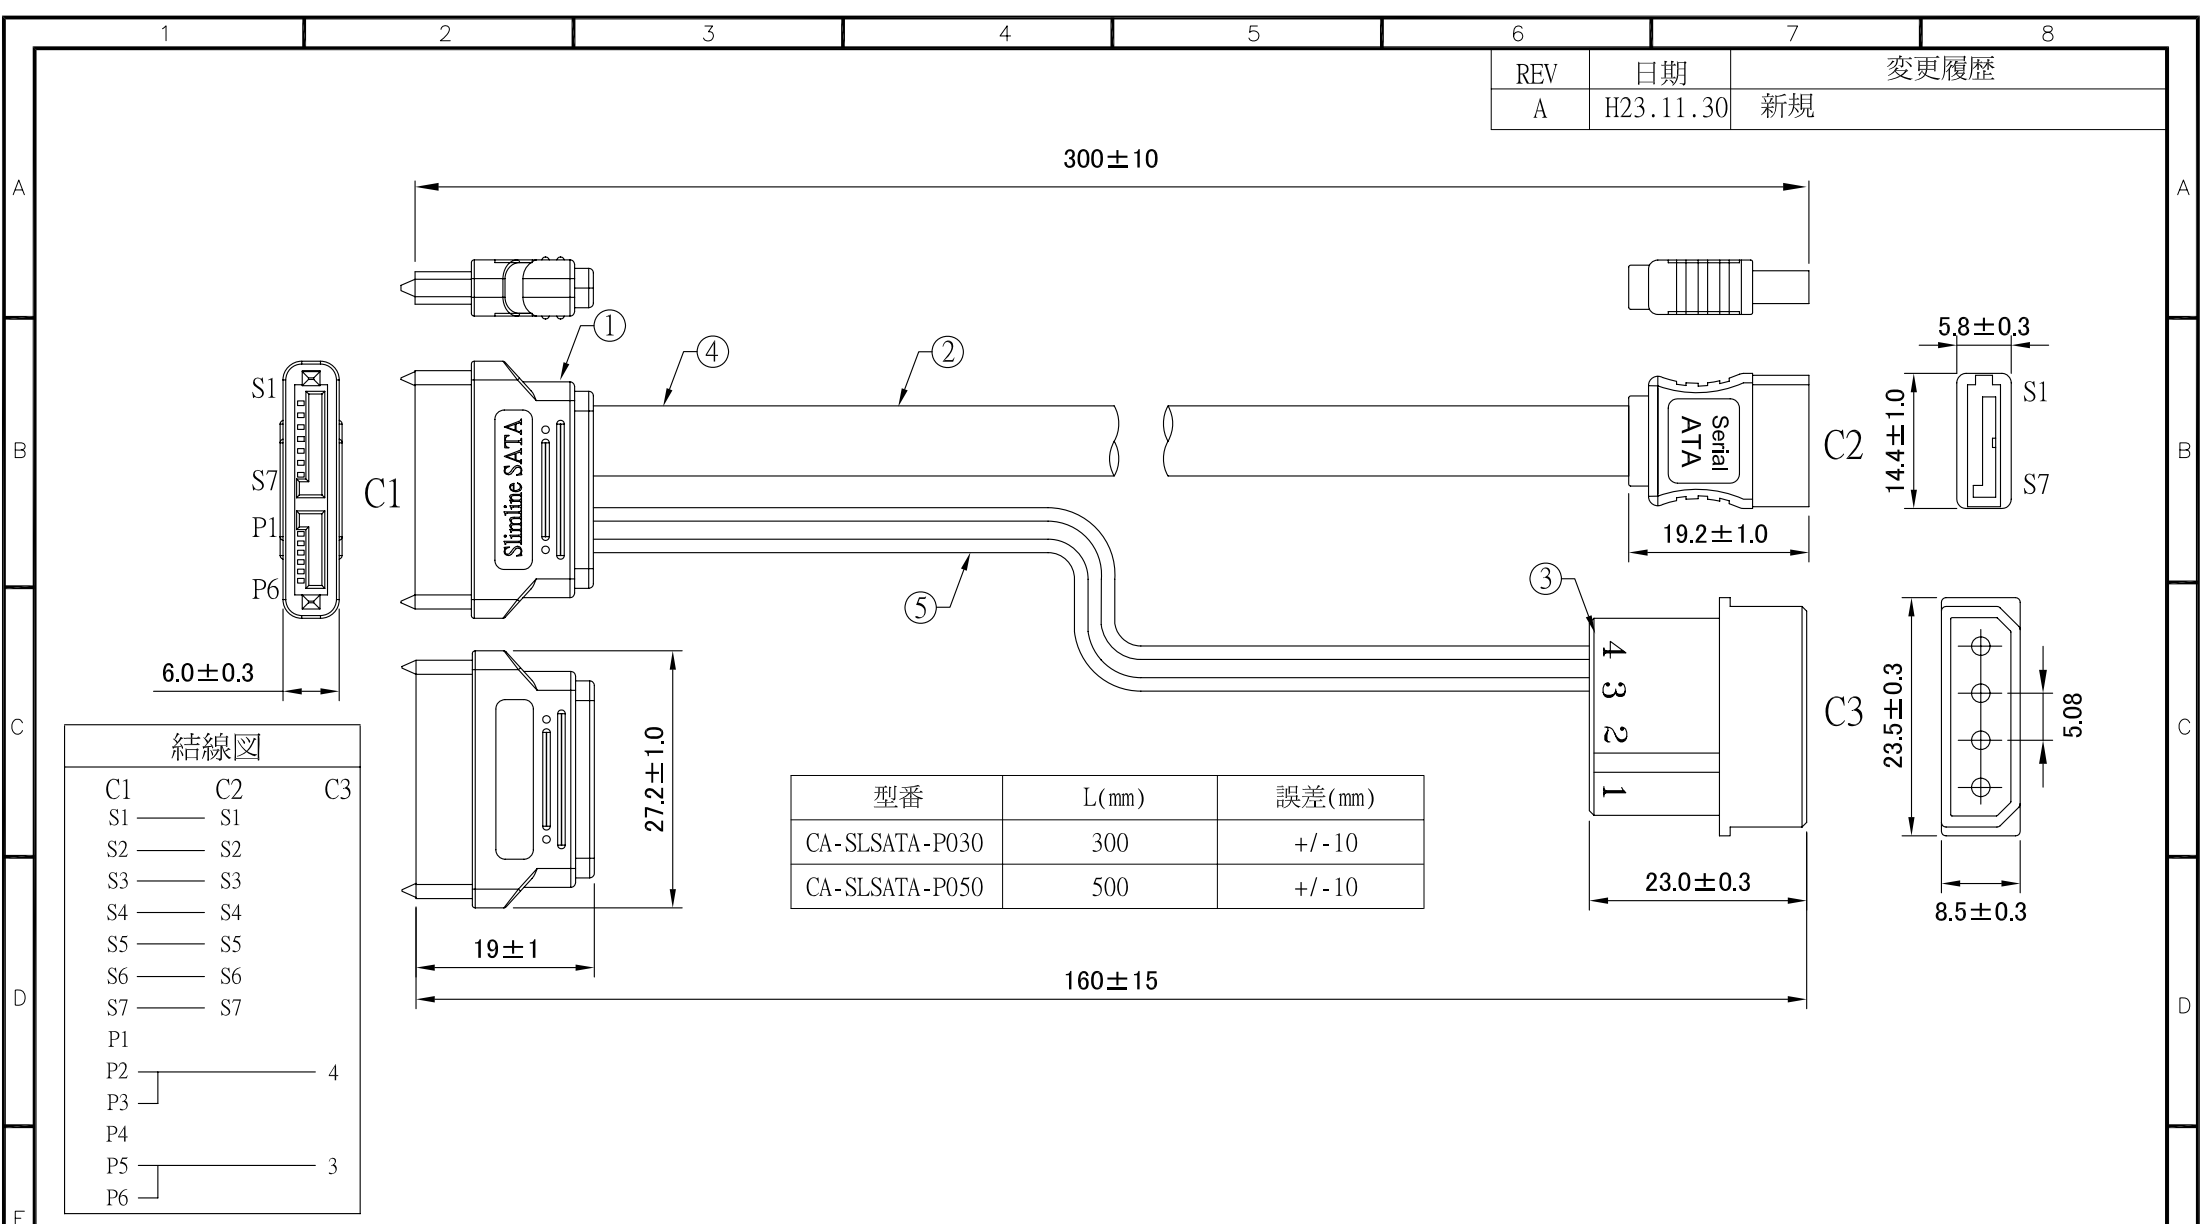 1 2 3 4 5 6 7 8
REV 日期 変更履歴
A H23.11.30 新規
300±10
A A
① ④ ②
5.8±0.3
S1
S7
P1
P6
C1
Slimline SATA
Serial
ATA
C2
14.4±1.0
S1
S7
B B
19.2±1.0
⑤ ③
6.0±0.3
27.2±1.0
4
3
2
1
C3
23.5±0.3
5.08
C C
結線図
C1 C2 C3
S1 S1
S2 S2
S3 S3
S4 S4
S5 S5
S6 S6
S7 S7
P1
P2 4
P3
P4
P5 3
P6
型番 L(mm) 誤差(mm)
CA-SLSATA-P030 300 +/-10
CA-SLSATA-P050 500 +/-10
23.0±0.3
8.5±0.3
19±1
160±15
D D